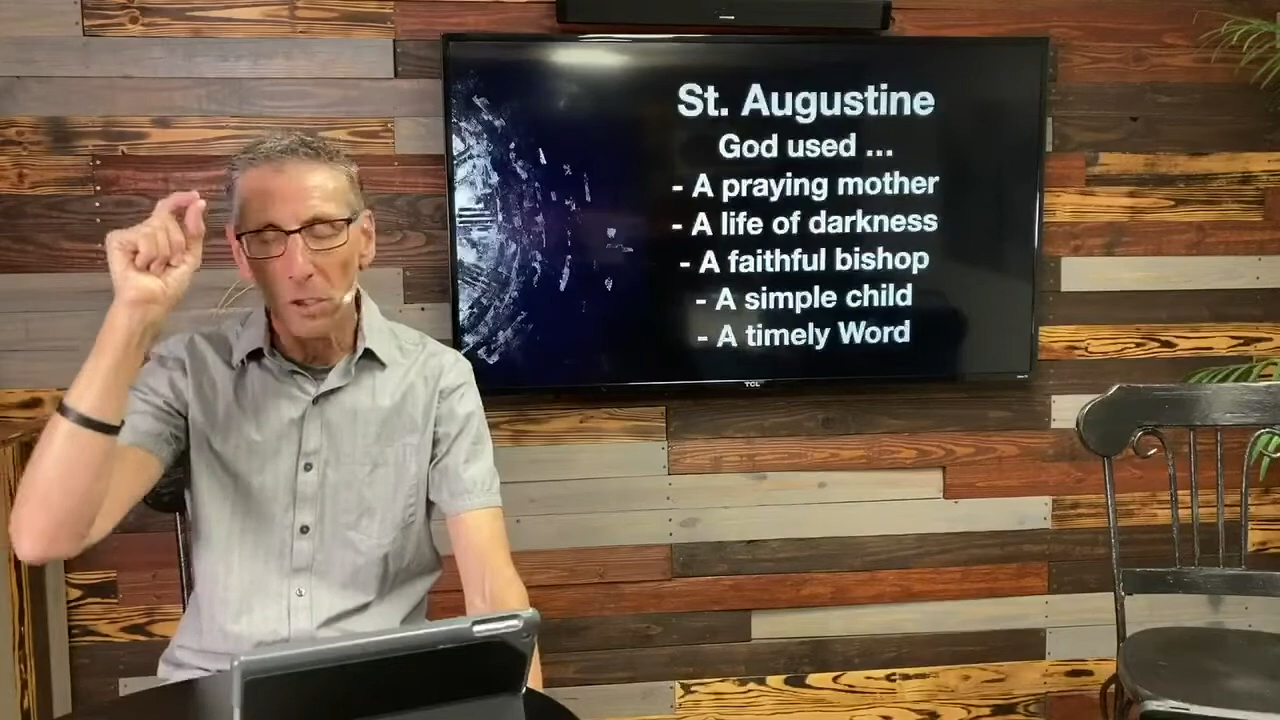 St. Augustine
God used ...
- A praying mother
- A life of darkness
- A faithful bishop
- A simple child
- A timely Word
TCL